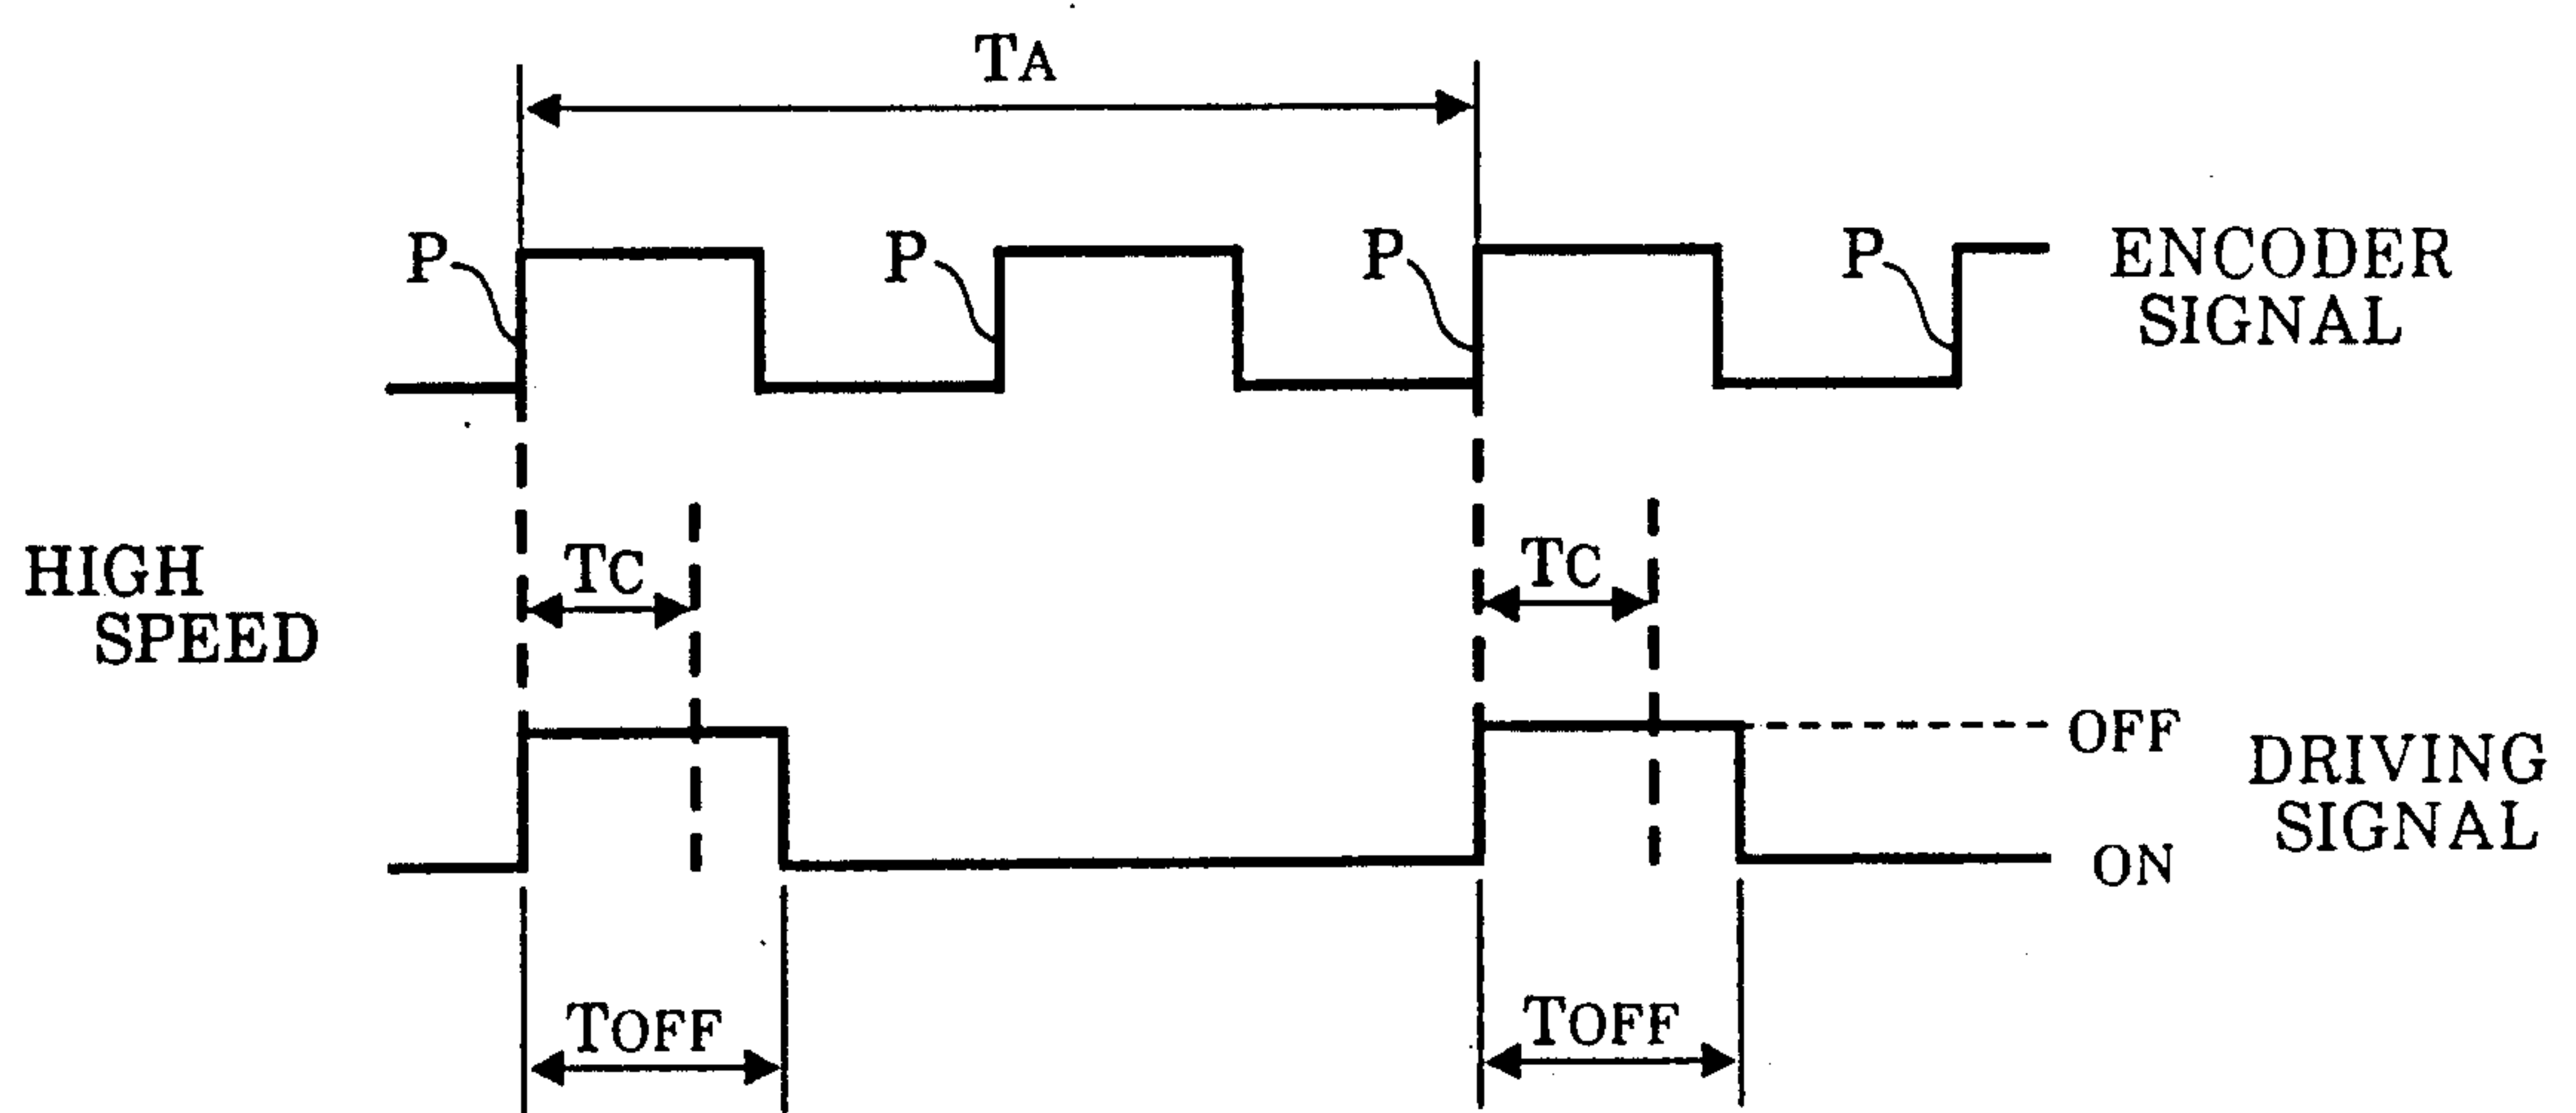 TA
P P P P ENCODER
SIGNAL
HIGH
SPEED
TC TC
OFF
DRIVING
SIGNAL
ON
TOFF TOFF